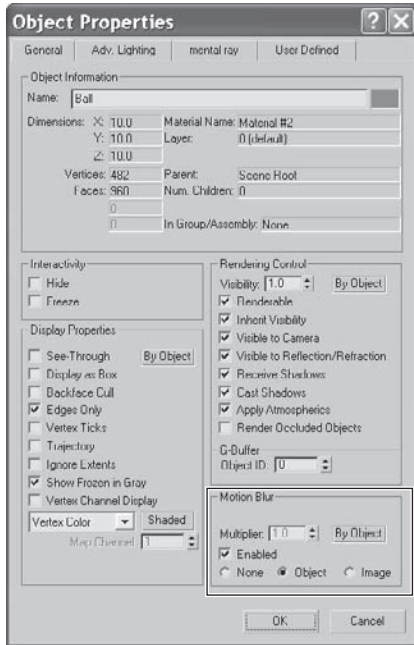 Object Properties
General Adv. Lighting mental ray User Defined
Object Information
Name: Ball
Dimensions: X: 10.0 Material Name: Material #2
Y: 10.0 Layer: 0 (default)
Z: 10.0
Vertices: 482 Parent: Scene Root
Faces: 960 Num. Children: 0
0
0 In Group/Assembly: None
Interactivity
Hide
Freeze
Display Properties
See-Through By Object
Display as Box
Backface Cull
Edges Only
Vertex Ticks
Trajectory
Ignore Extents
Show Frozen in Gray
Vertex Channel Display
Vertex Color Shaded
Map Channel: 1
Rendering Control
Visibility: 1.0 By Object
Renderable
Inherit Visibility
Visible to Camera
Visible to Reflection/Refraction
Receive Shadows
Cast Shadows
Apply Atmospherics
Render Occluded Objects
G-Buffer
Object ID: 0
Motion Blur
Multiplier: 1.0 By Object
Enabled
None Object Image
OK Cancel